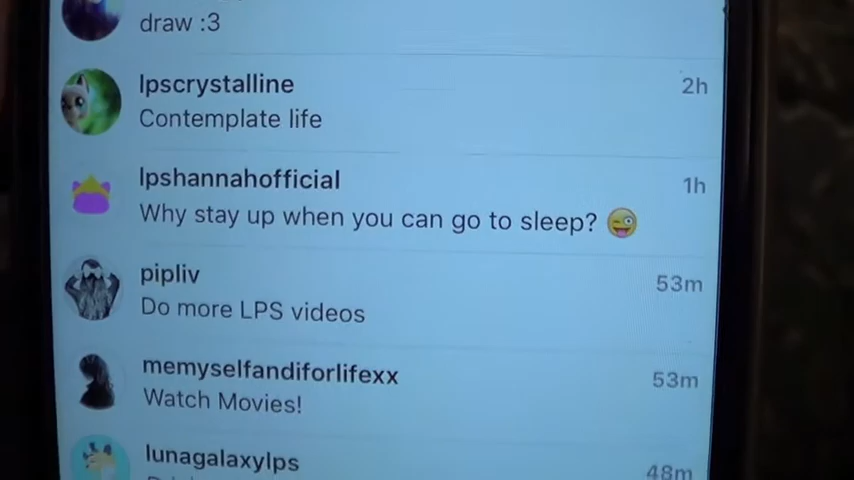 draw :3
lpscrystalline
2h
Contemplate life
lpshannahofficial
1h
Why stay up when you can go to sleep? 😜
pipliv
53m
Do more LPS videos
memyselfandiforlifexx
53m
Watch Movies!
lunagalaxylps
48m